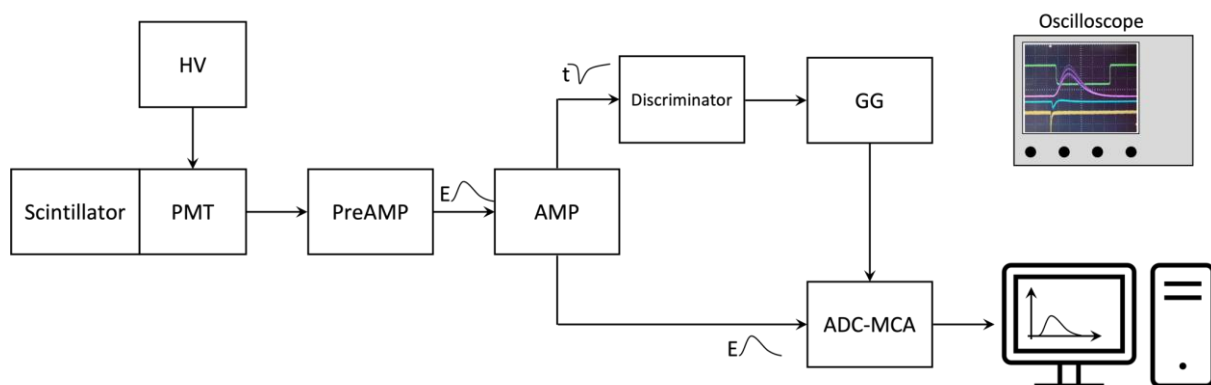 Oscilloscope
HV
t
Discriminator
GG
Scintillator
PMT
PreAMP
E
AMP
ADC-MCA
E